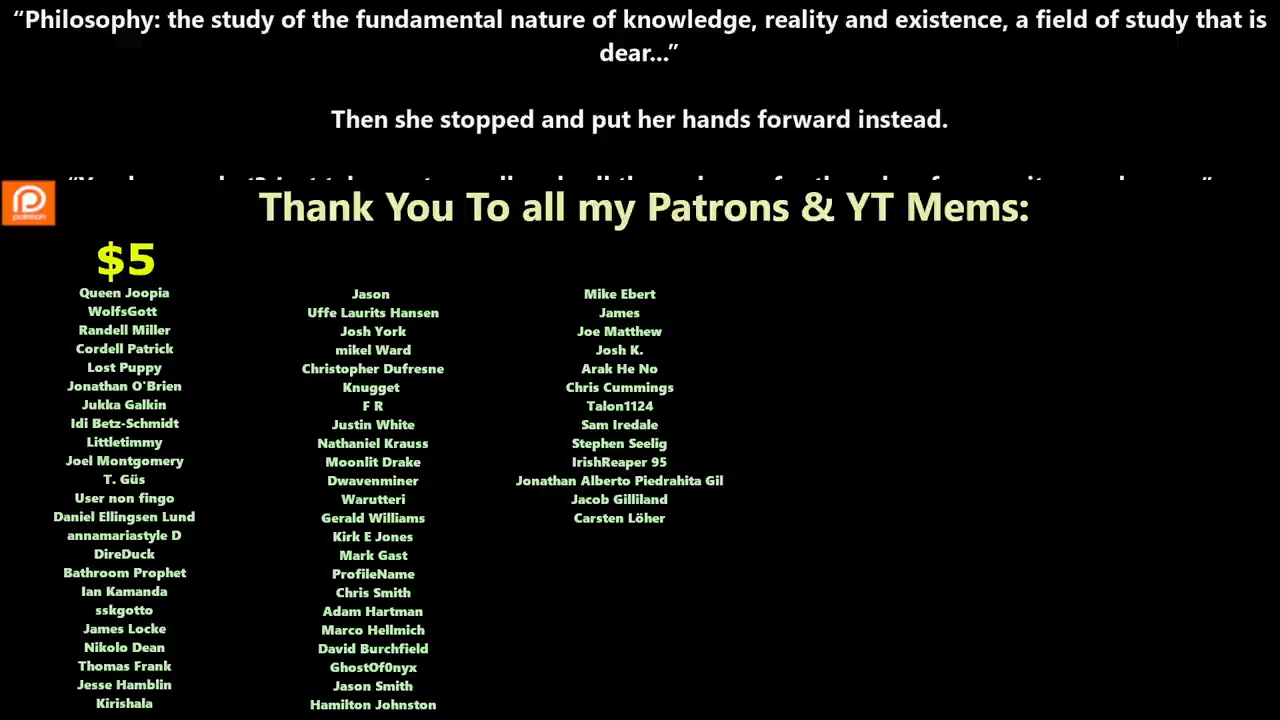 “Philosophy: the study of the fundamental nature of knowledge, reality and existence, a field of study that is
dear...”
Then she stopped and put her hands forward instead.
patreon
Thank You To all my Patrons & YT Mems:
$5
Queen Joopia
WolfsGott
Randell Miller
Cordell Patrick
Lost Puppy
Jonathan O'Brien
Jukka Galkin
Idi Betz-Schmidt
Littletimmy
Joel Montgomery
T. Güs
User non fingo
Daniel Ellingsen Lund
annamariastyle D
DireDuck
Bathroom Prophet
Ian Kamanda
sskgotto
James Locke
Nikolo Dean
Thomas Frank
Jesse Hamblin
Kirishala
Jason
Uffe Laurits Hansen
Josh York
mikel Ward
Christopher Dufresne
Knugget
F R
Justin White
Nathaniel Krauss
Moonlit Drake
Dwavenminer
Warutteri
Gerald Williams
Kirk E Jones
Mark Gast
ProfileName
Chris Smith
Adam Hartman
Marco Hellmich
David Burchfield
GhostOf0nyx
Jason Smith
Hamilton Johnston
Mike Ebert
James
Joe Matthew
Josh K.
Arak He No
Chris Cummings
Talon1124
Sam Iredale
Stephen Seelig
IrishReaper 95
Jonathan Alberto Piedrahita Gil
Jacob Gilliland
Carsten Löher